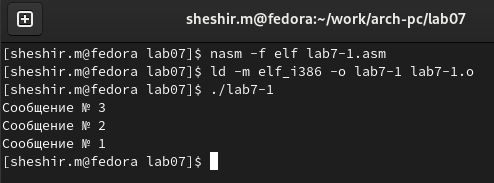 sheshir.m@fedora:~/work/arch-pc/lab07
[sheshir.m@fedora lab07]$ nasm -f elf lab7-1.asm
[sheshir.m@fedora lab07]$ ld -m elf_i386 -o lab7-1 lab7-1.o
[sheshir.m@fedora lab07]$ ./lab7-1
Сообщение № 3
Сообщение № 2
Сообщение № 1
[sheshir.m@fedora lab07]$